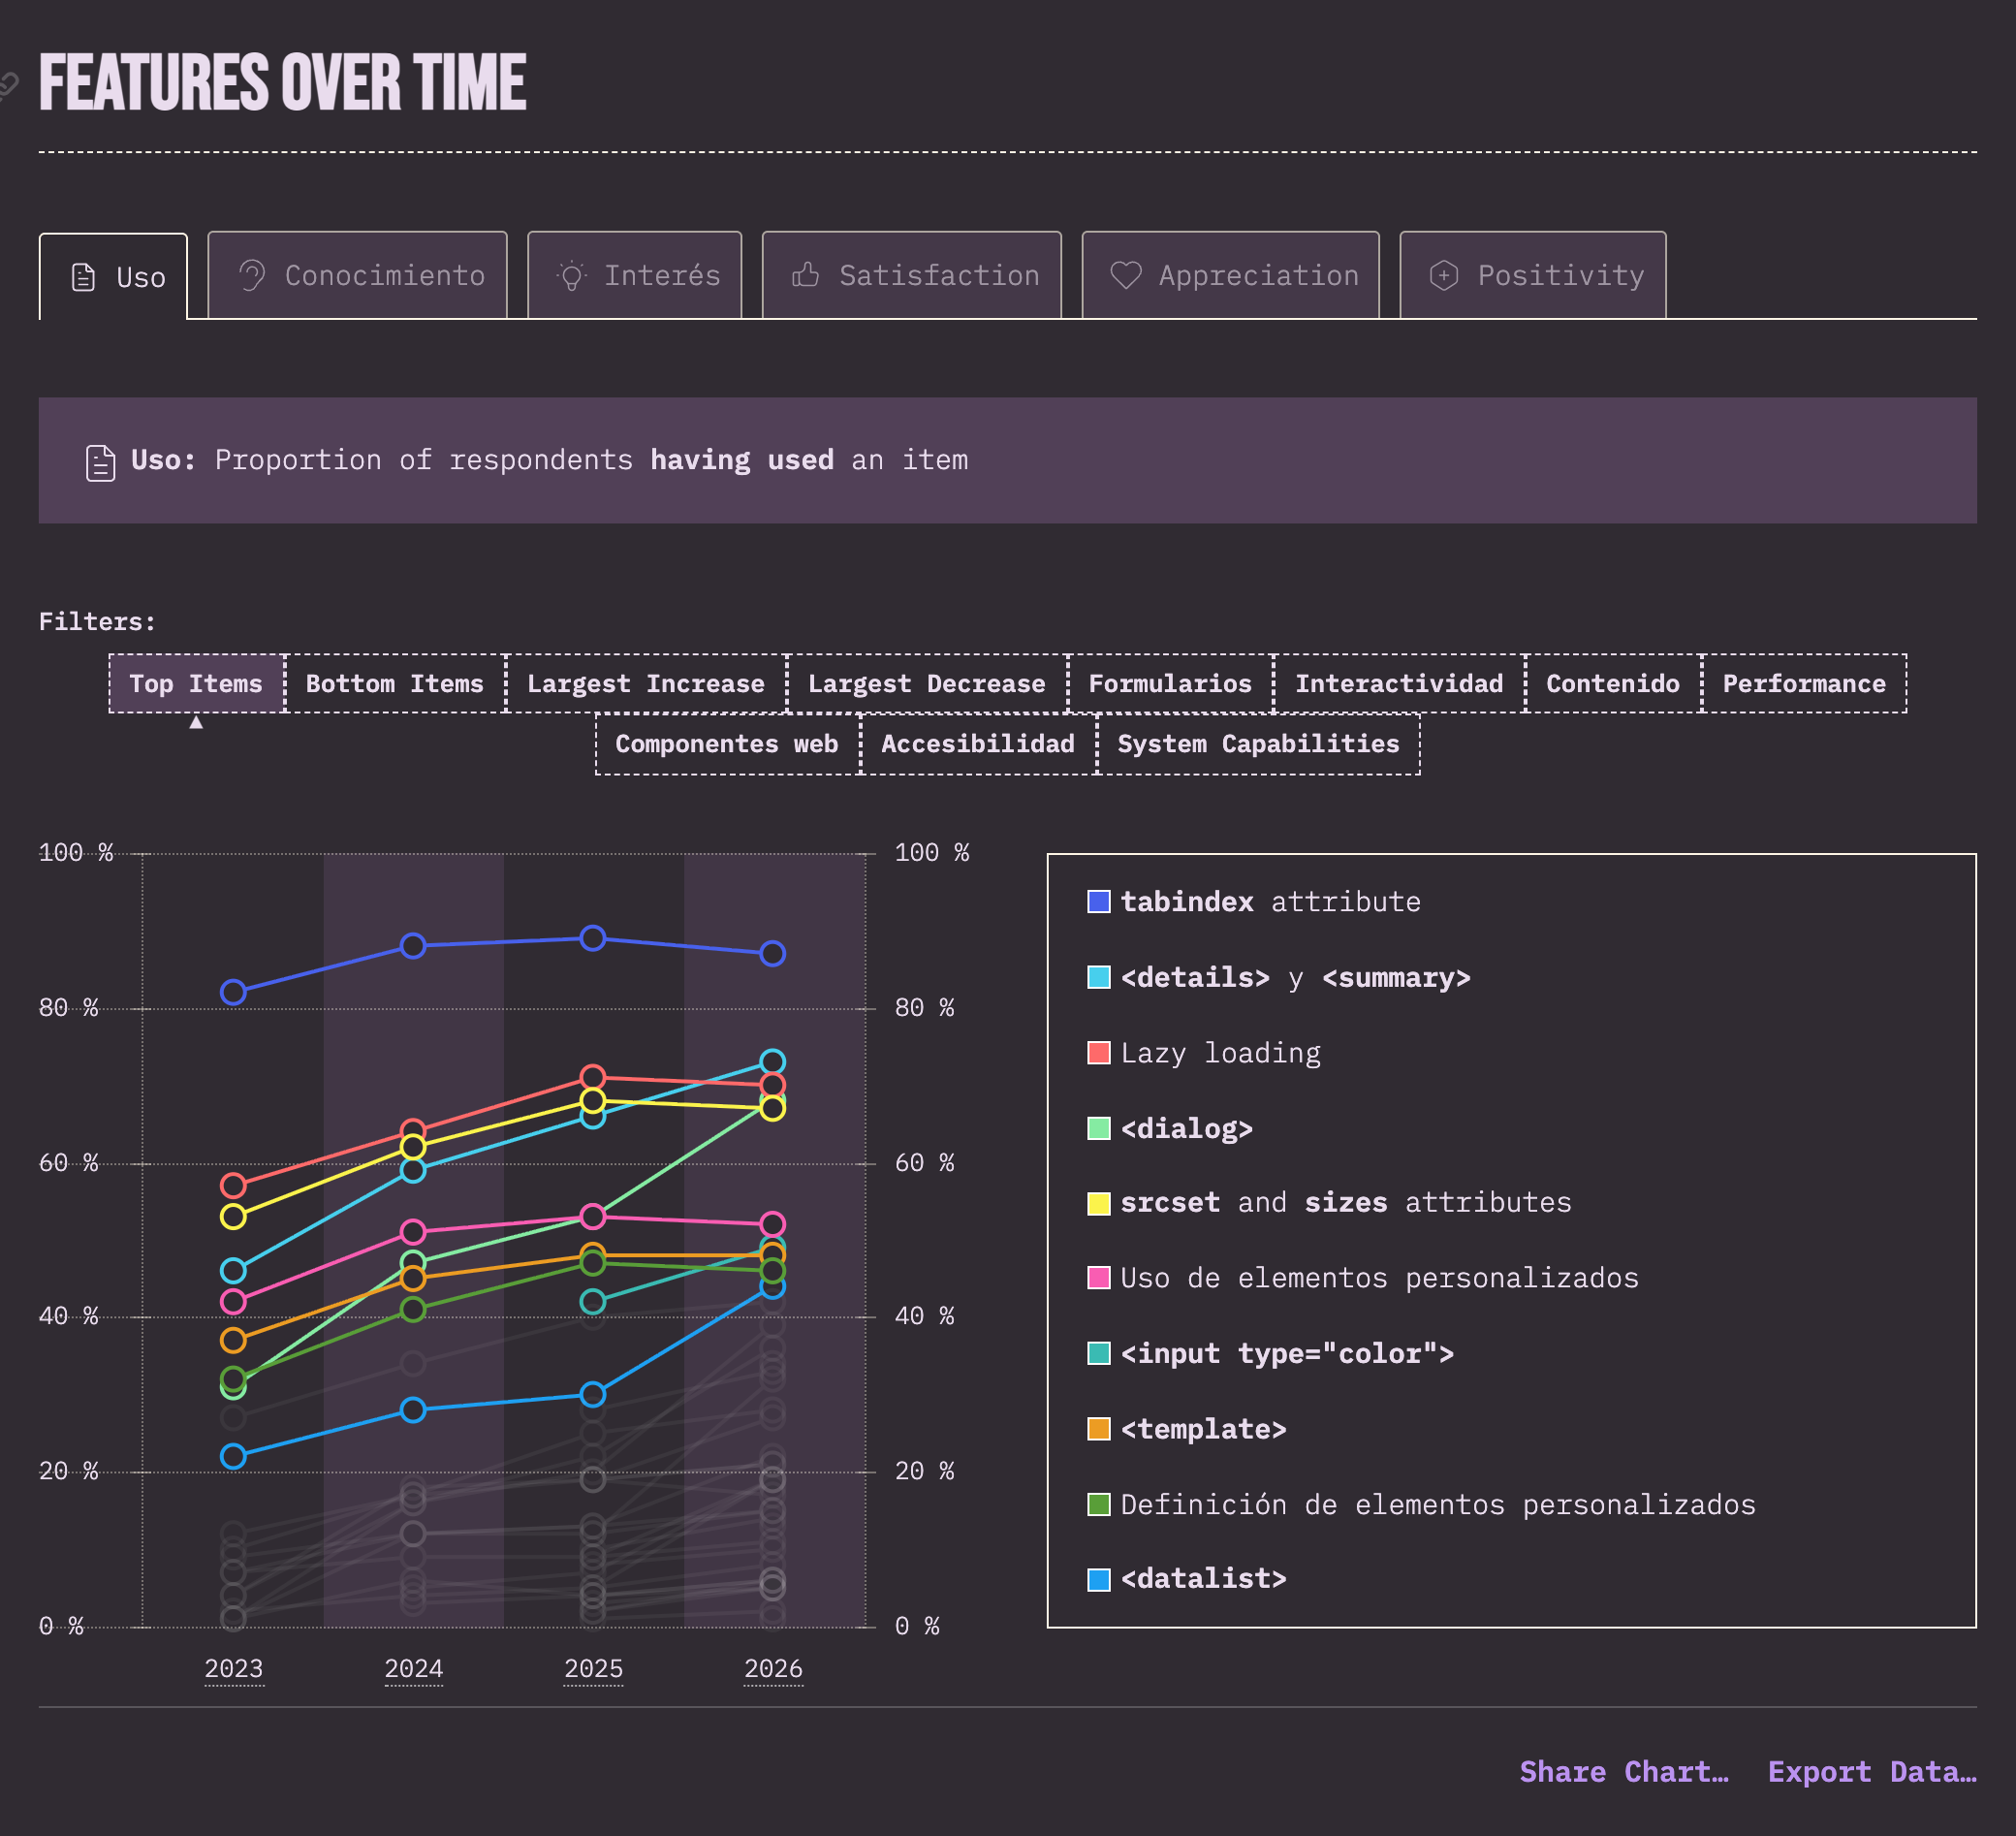 FEATURES OVER TIME
Uso Conocimiento Interés Satisfaction Appreciation Positivity
Uso: Proportion of respondents having used an item
Filters:
Top Items Bottom Items Largest Increase Largest Decrease Formularios Interactividad Contenido Performance
Componentes web Accesibilidad System Capabilities
100 % 100 %
80 % 80 %
60 % 60 %
40 % 40 %
20 % 20 %
0 % 0 %
2023 2024 2025 2026
tabindex attribute
<details> y <summary>
Lazy loading
<dialog>
srcset and sizes attributes
Uso de elementos personalizados
<input type="color">
<template>
Definición de elementos personalizados
<datalist>
Share Chart… Export Data…